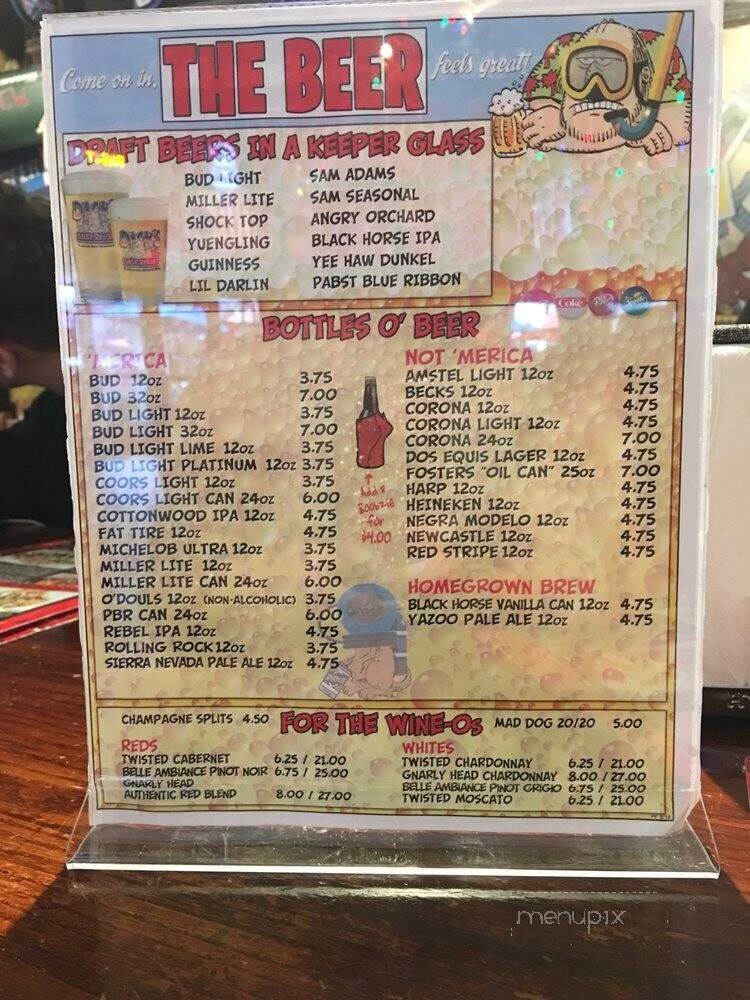 Come on in, THE BEER feels great!
DRAFT BEERS IN A KEEPER GLASS
BUD LIGHT
MILLER LITE
SHOCK TOP
YUENGLING
GUINNESS
LIL DARLIN
SAM ADAMS
SAM SEASONAL
ANGRY ORCHARD
BLACK HORSE IPA
YEE HAW DUNKEL
PABST BLUE RIBBON
DICK'S
DICK'S
Coke
BOTTLES O' BEER
'MERICA
BUD 12oz 3.75
BUD 32oz 7.00
BUD LIGHT 12oz 3.75
BUD LIGHT 32oz 7.00
BUD LIGHT LIME 12oz 3.75
BUD LIGHT PLATINUM 12oz 3.75
COORS LIGHT 12oz 3.75
COORS LIGHT CAN 24oz 6.00
COTTONWOOD IPA 12oz 4.75
FAT TIRE 12oz 4.75
MICHELOB ULTRA 12oz 3.75
MILLER LITE 12oz 3.75
MILLER LITE CAN 24oz 6.00
O'DOULS 12oz (NON-ALCOHOLIC) 3.75
PBR CAN 24oz 6.00
REBEL IPA 12oz 4.75
ROLLING ROCK 12oz 3.75
SIERRA NEVADA PALE ALE 12oz 4.75
Add a
Boobzie
for
$4.00
NOT 'MERICA
AMSTEL LIGHT 12oz 4.75
BECKS 12oz 4.75
CORONA 12oz 4.75
CORONA LIGHT 12oz 4.75
CORONA 24oz 7.00
DOS EQUIS LAGER 12oz 4.75
FOSTERS "OIL CAN" 25oz 7.00
HARP 12oz 4.75
HEINEKEN 12oz 4.75
NEGRA MODELO 12oz 4.75
NEWCASTLE 12oz 4.75
RED STRIPE 12oz 4.75
HOMEGROWN BREW
BLACK HORSE VANILLA CAN 12oz 4.75
YAZOO PALE ALE 12oz 4.75
CHAMPAGNE SPLITS 4.50 FOR THE WINE-Os MAD DOG 20/20 5.00
REDS
TWISTED CABERNET 6.25 / 21.00
BELLE AMBIANCE PINOT NOIR 6.75 / 25.00
GNARLY HEAD
AUTHENTIC RED BLEND 8.00 / 27.00
WHITES
TWISTED CHARDONNAY 6.25 / 21.00
GNARLY HEAD CHARDONNAY 8.00 / 27.00
BELLE AMBIANCE PINOT GRIGIO 6.75 / 25.00
TWISTED MOSCATO 6.25 / 21.00
menupix